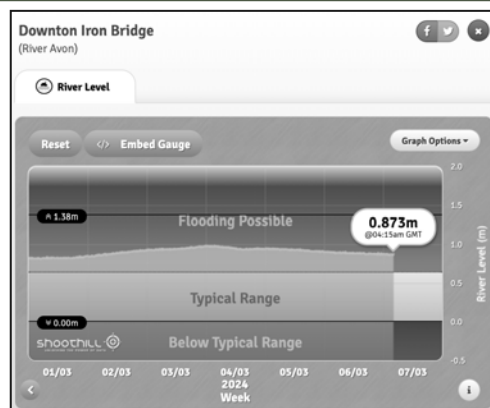 Downton Iron Bridge
(River Avon)
River Level
Reset
</> Embed Gauge
Graph Options
2.0
1.38m
Flooding Possible
1.5
0.873m
@04:15am GMT
1.0
River Level (m)
0.5
Typical Range
0.00m
0.0
shoothill
Below Typical Range
-0.5
01/03 02/03 03/03 04/03 05/03 06/03 07/03
2024
Week